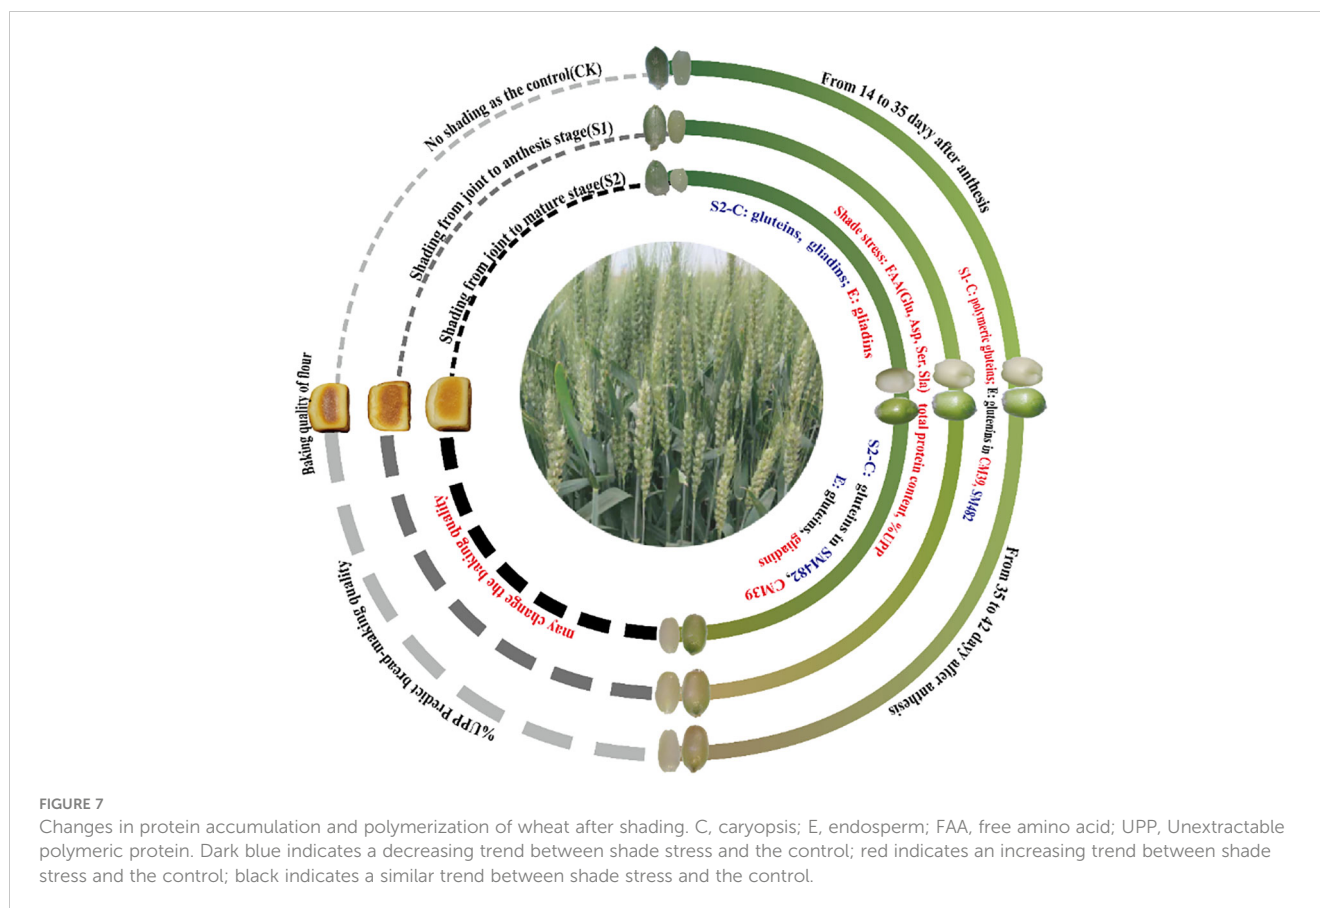 No shading as the control(CK)
Shading from joint to anthesis stage(S1)
Shading from joint to mature stage(S2)
From 14 to 35 dayy after anthesis
S2-C: gluteins, gliadins; E: gliadins
Shade stress: FAA(Glu, Asp, Ser, Sla) total protein content, %UPP
S1-C: polymeric gluteins; E: glutenins in CM39, SM482
Baking quality of flour
S2-C: gluteins in SM482, CM39
E: gluteins, gliadins
From 35 to 42 dayy after anthesis
may change the baking quality
%UPP Predict bread-making quality
FIGURE 7
Changes in protein accumulation and polymerization of wheat after shading. C, caryopsis; E, endosperm; FAA, free amino acid; UPP, Unextractable
polymeric protein. Dark blue indicates a decreasing trend between shade stress and the control; red indicates an increasing trend between shade
stress and the control; black indicates a similar trend between shade stress and the control.